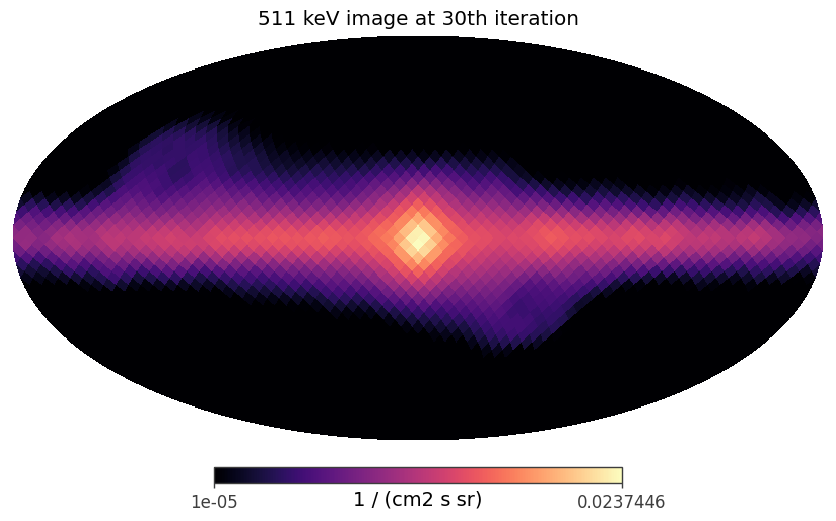 511 keV image at 30th iteration
1e-05 1 / (cm2 s sr) 0.0237446